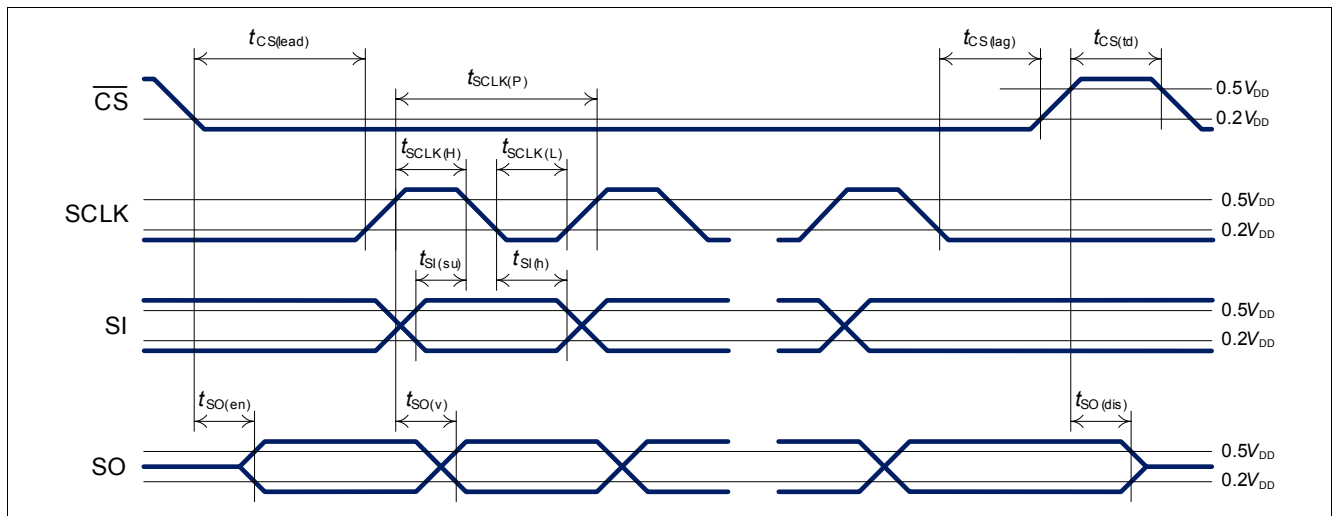 tCS(lead)
tCS(lag)
tCS(td)
tSCLK(P)
CS
0.5VDD
0.2VDD
tSCLK(H)
tSCLK(L)
SCLK
0.5VDD
0.2VDD
tSI(su)
tSI(h)
SI
0.5VDD
0.2VDD
tSO(en)
tSO(v)
tSO(dis)
SO
0.5VDD
0.2VDD